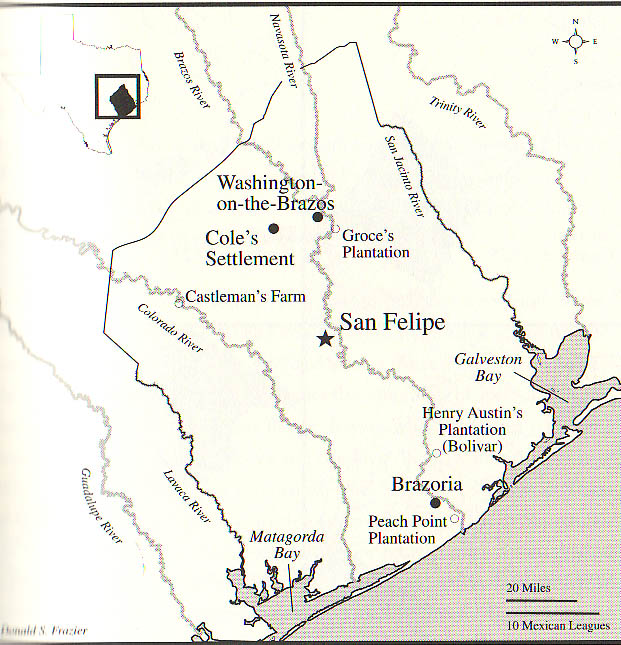 N
W E
S
Navasota River
Brazos River
Trinity River
San Jacinto River
Washington-
on-the-Brazos
Cole's
Settlement
Groce's
Plantation
Castleman's Farm
Colorado River
San Felipe
Galveston
Bay
Henry Austin's
Plantation
(Bolivar)
Brazoria
Peach Point
Plantation
Lavaca River
Guadalupe River
Matagorda
Bay
20 Miles
10 Mexican Leagues
Donald S. Frazier